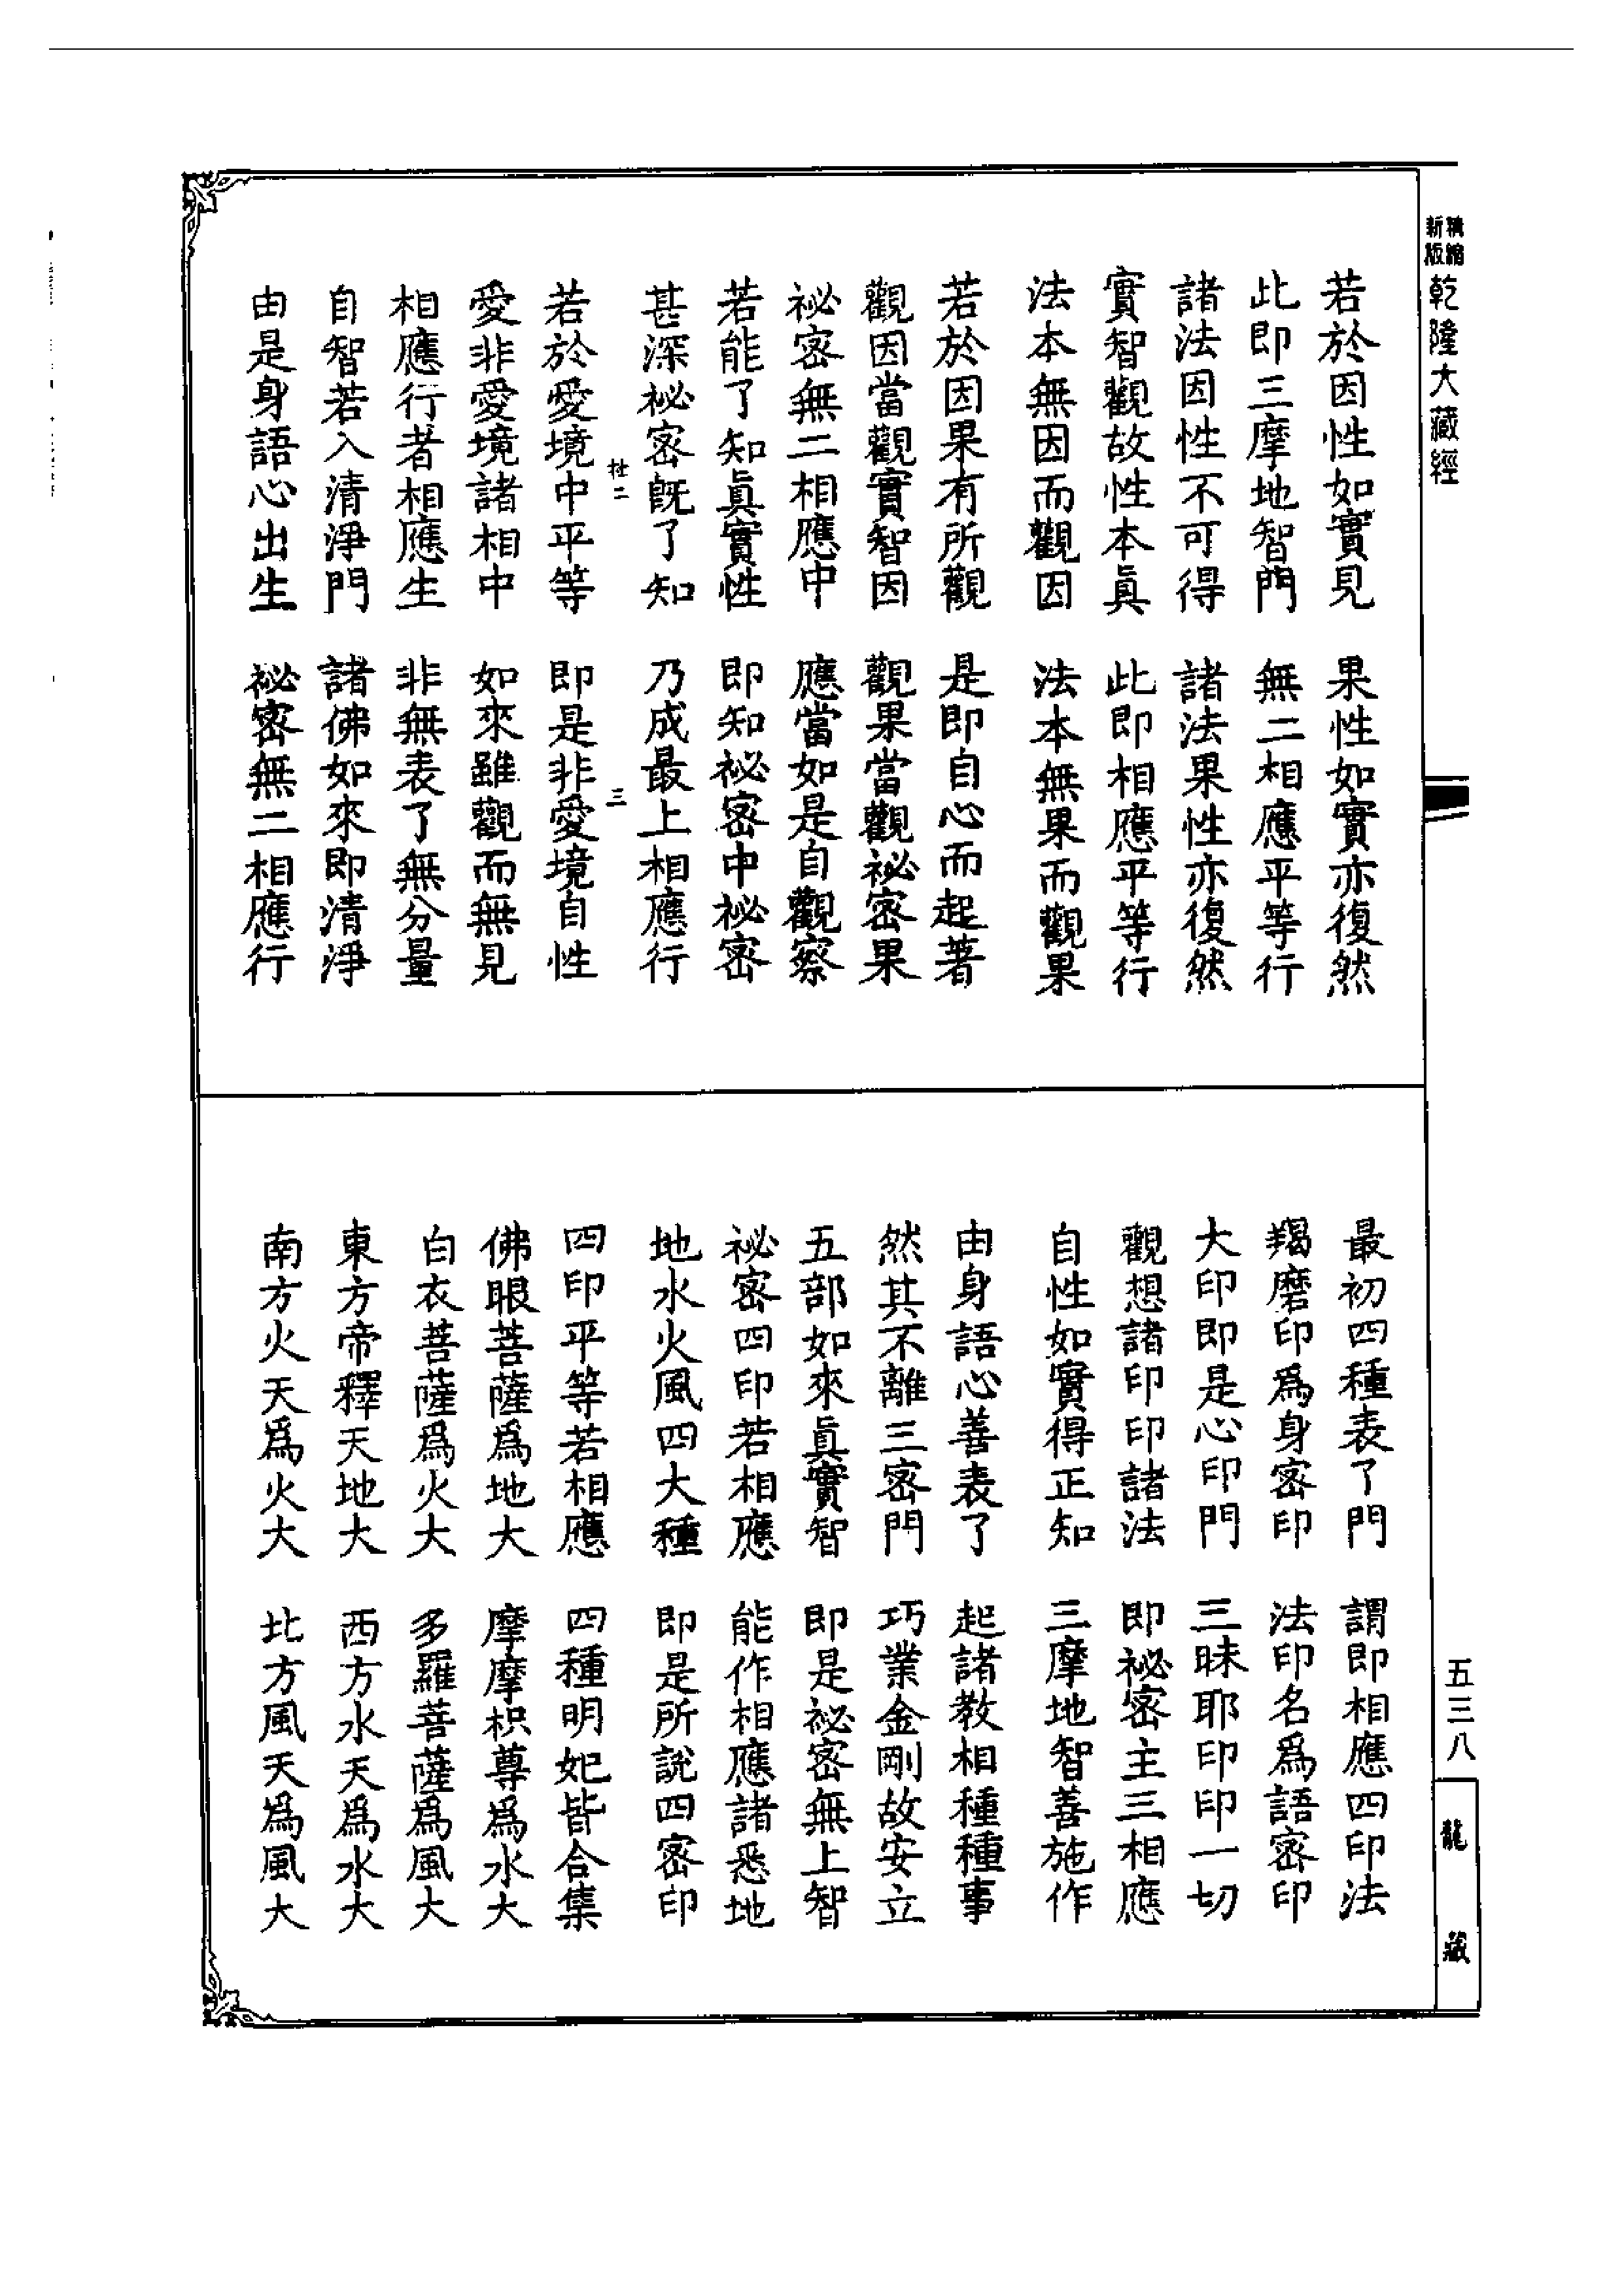 精縮新版
乾隆大藏經
若於因性如實見 果性如實亦復然
此即三摩地智門 無二相應平等行
諸法因性不可得 諸法果性亦復然
實智觀故性本真 此即相應平等行
法本無因而觀因 法本無果而觀果
若於因果有所觀 是即自心而起著
觀因當觀實智因 觀果當觀祕密果
祕密無二相應中 應當如是自觀察
若能了知真實性 即知祕密中祕密
甚深祕密既了知 乃成最上相應行
三
若於愛境中平等 即是非愛境自性
愛非愛境諸相中 如來雖觀而無見
相應行者相應生 非無表了無分量
自智若入清淨門 諸佛如來即清淨
由是身語心出生 祕密無二相應行
最初四種表了門 謂即相應四印法
羯磨印為身密印 法印名為語密印
大印即是心印門 三昧耶印印一切
觀想諸印印諸法 即祕密主三相應
自性如實得正知 三摩地智善施作
由身語心善表了 起諸教相種種事
然其不離三密門 巧業金剛故安立
五部如來真實智 即是祕密無上智
祕密四印若相應 能作相應諸悉地
地水火風四大種 即是所說四密印
四印平等若相應 四種明妃皆合集
佛眼菩薩為地大 摩摩枳尊為水大
白衣菩薩為火大 多羅菩薩為風大
東方帝釋天地大 西方水天為水大
南方火天為火大 北方風天為風大
五三八
龍藏